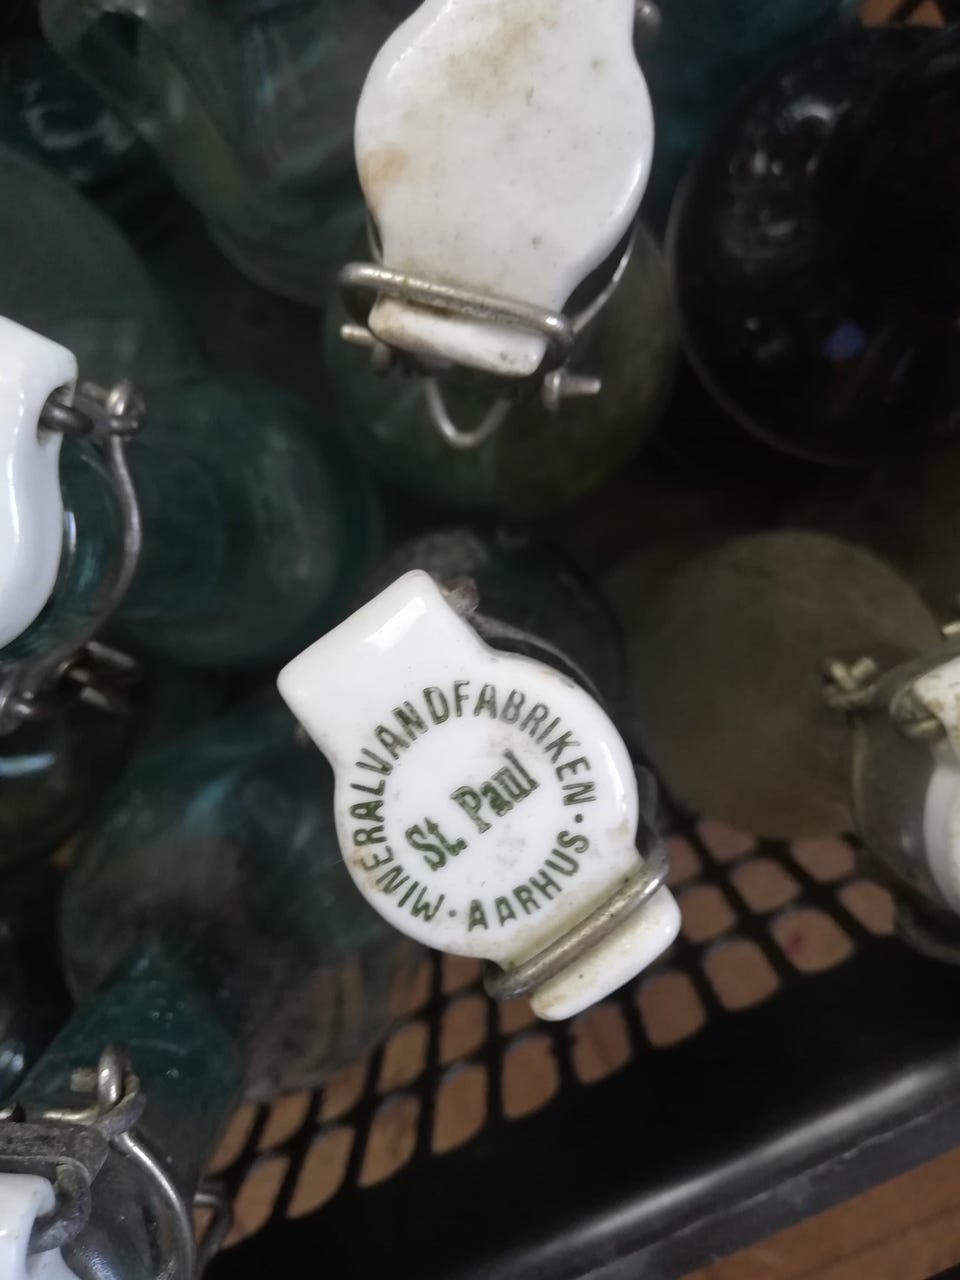 MINERALVANDFABRIKEN
St. Paul
· AARHUS ·